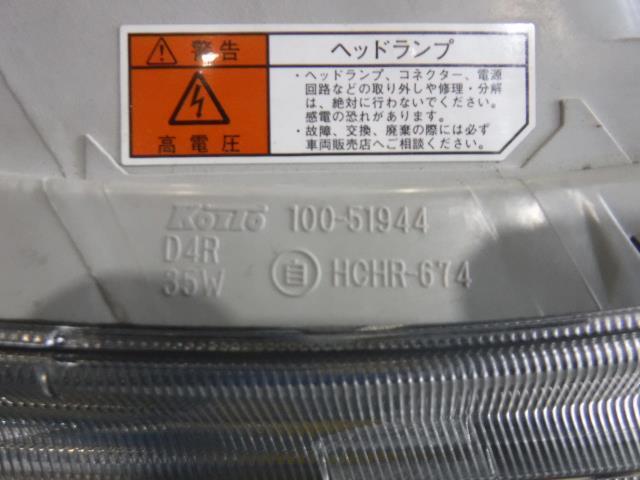 警告
高電圧
ヘッドランプ
・ヘッドランプ、コネクター、電源
回路などの取り外しや修理・分解
は、絶対に行わないでください。
感電の恐れがあります。
・故障、交換、廃棄の際には必ず
車両販売店へご相談ください。
KOITO 100-51944
D4R
35W 自 HCHR-674